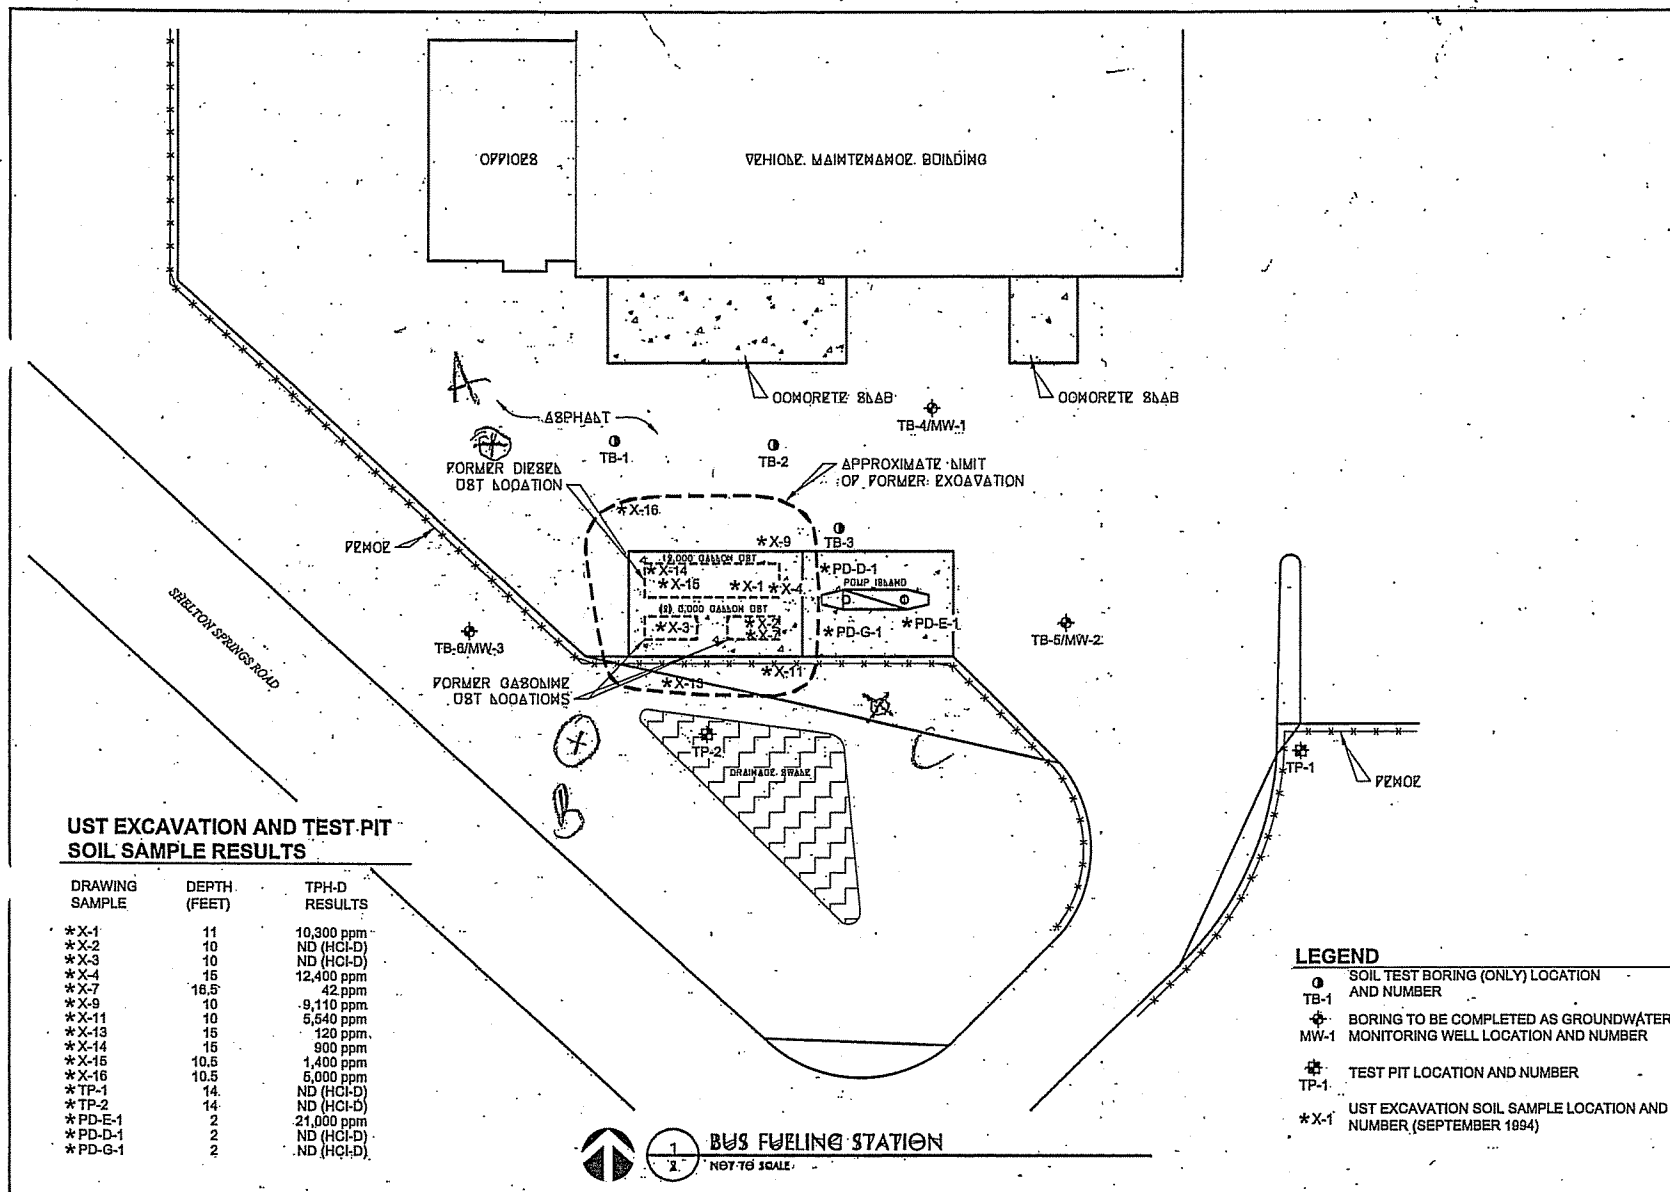 OFFICES
VEHICLE MAINTENANCE BUILDING
CONCRETE SLAB
CONCRETE SLAB
A
ASPHALT
TB-4/MW-1
TB-1
TB-2
FORMER DIESEL
UST LOCATION
APPROXIMATE LIMIT
OF FORMER EXCAVATION
*X-16
*X-9
TB-3
FENCE
12,000 GALLON UST
*X-14
*X-15
*X-1
*X-4
*PD-D-1
PUMP ISLAND
*X-3
*X-2
*X-7
*PD-G-1
*PD-E-1
TB-5/MW-2
TB-6/MW-3
SHELTON SPRINGS ROAD
*X-11
*X-13
FORMER GASOLINE
UST LOCATIONS
C
TP-2
DRAINAGE SWALE
b
TP-1
FENCE
UST EXCAVATION AND TEST PIT
SOIL SAMPLE RESULTS
DRAWING DEPTH TPH-D
SAMPLE (FEET) RESULTS
*X-1 11 10,300 ppm
*X-2 10 ND (HCI-D)
*X-3 10 ND (HCI-D)
*X-4 15 12,400 ppm
*X-7 16.5 42 ppm
*X-9 10 9,110 ppm
*X-11 10 5,540 ppm
*X-13 15 120 ppm
*X-14 15 900 ppm
*X-15 10.5 1,400 ppm
*X-16 10.5 5,000 ppm
*TP-1 14 ND (HCI-D)
*TP-2 14 ND (HCI-D)
*PD-E-1 2 21,000 ppm
*PD-D-1 2 ND (HCI-D)
*PD-G-1 2 ND (HCI-D)
LEGEND
TB-1 SOIL TEST BORING (ONLY) LOCATION
AND NUMBER
BORING TO BE COMPLETED AS GROUNDWATER
MW-1 MONITORING WELL LOCATION AND NUMBER
TP-1 TEST PIT LOCATION AND NUMBER
*X-1 UST EXCAVATION SOIL SAMPLE LOCATION AND
NUMBER (SEPTEMBER 1994)
1
BUS FUELING STATION
NOT TO SCALE